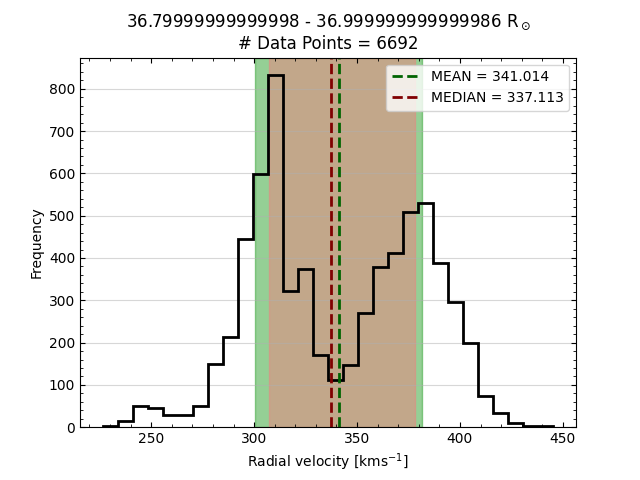 36.79999999999998 - 36.999999999999986 R⊙
# Data Points = 6692
MEAN = 341.014
MEDIAN = 337.113
Frequency
800
700
600
500
400
300
200
100
0
250 300 350 400 450
Radial velocity [kms⁻¹]